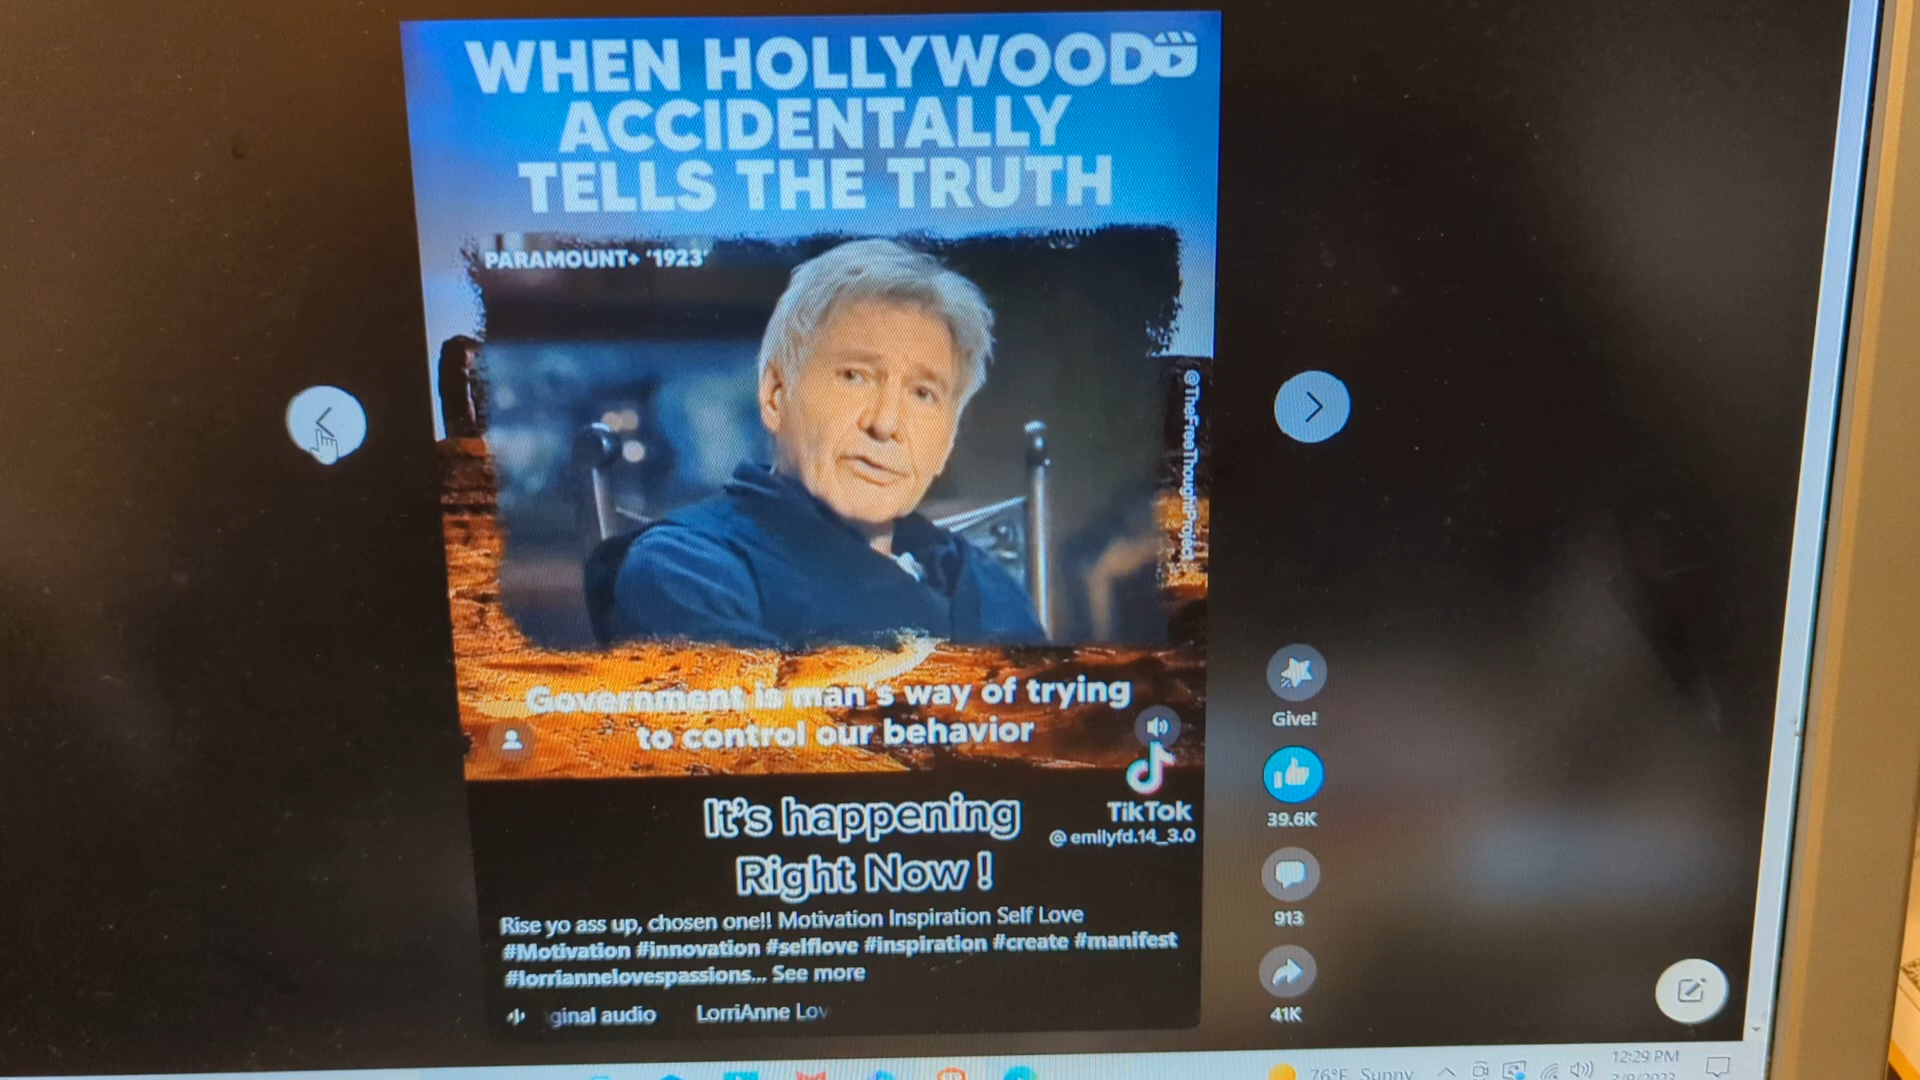 WHEN HOLLYWOOD
ACCIDENTALLY
TELLS THE TRUTH
PARAMOUNT+ '1923'
@TheFreeThoughtProject
Government is man's way of trying
to control our behavior
It's happening
Right Now !
TikTok
@emilyfd.14_3.0
Rise yo ass up, chosen one!! Motivation Inspiration Self Love
#Motivation #innovation #selflove #inspiration #create #manifest
#lorriannelovespassions... See more
ginal audio LorriAnne Lov
Give!
39.6K
913
41K
76°F Sunny
12:29 PM